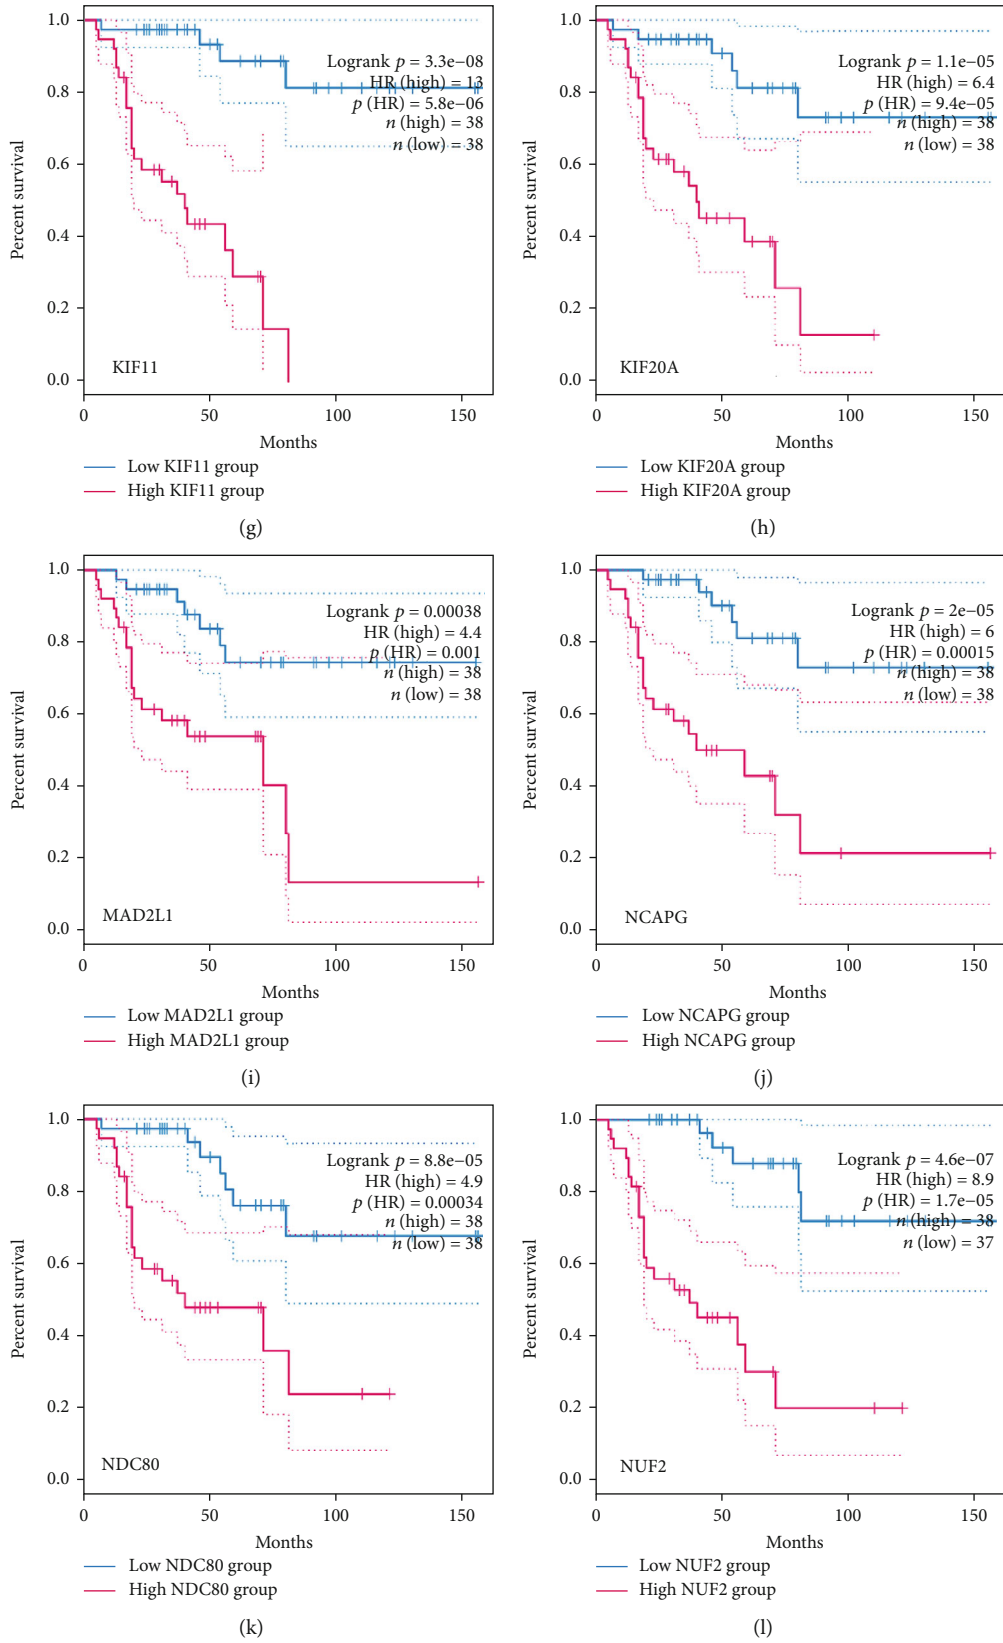 1.0
0.8
0.6
0.4
0.2
0.0
Percent survival
Logrank p = 3.3e−08
HR (high) = 13
p (HR) = 5.8e−06
n (high) = 38
n (low) = 38
KIF11
0 50 100 150
Months
Low KIF11 group
High KIF11 group
(g)
1.0
0.8
0.6
0.4
0.2
0.0
Percent survival
Logrank p = 1.1e−05
HR (high) = 6.4
p (HR) = 9.4e−05
n (high) = 38
n (low) = 38
KIF20A
0 50 100 150
Months
Low KIF20A group
High KIF20A group
(h)
1.0
0.8
0.6
0.4
0.2
0.0
Percent survival
Logrank p = 0.00038
HR (high) = 4.4
p (HR) = 0.001
n (high) = 38
n (low) = 38
MAD2L1
0 50 100 150
Months
Low MAD2L1 group
High MAD2L1 group
(i)
1.0
0.8
0.6
0.4
0.2
0.0
Percent survival
Logrank p = 2e−05
HR (high) = 6
p (HR) = 0.00015
n (high) = 38
n (low) = 38
NCAPG
0 50 100 150
Months
Low NCAPG group
High NCAPG group
(j)
1.0
0.8
0.6
0.4
0.2
0.0
Percent survival
Logrank p = 8.8e−05
HR (high) = 4.9
p (HR) = 0.00034
n (high) = 38
n (low) = 38
NDC80
0 50 100 150
Months
Low NDC80 group
High NDC80 group
(k)
1.0
0.8
0.6
0.4
0.2
0.0
Percent survival
Logrank p = 4.6e−07
HR (high) = 8.9
p (HR) = 1.7e−05
n (high) = 38
n (low) = 37
NUF2
0 50 100 150
Months
Low NUF2 group
High NUF2 group
(l)